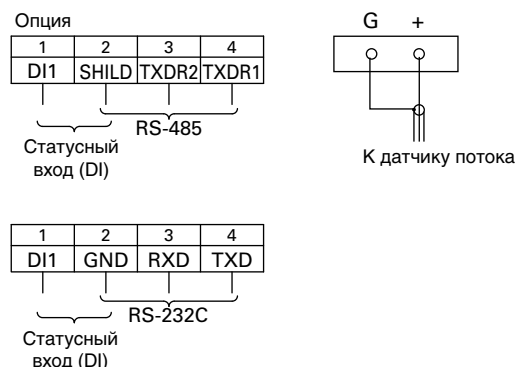 Опция
1 2 3 4
DI1 SHILD TXDR2 TXDR1
RS-485
Статусный
вход (DI)
G +
К датчику потока
1 2 3 4
DI1 GND RXD TXD
RS-232C
Статусный
вход (DI)